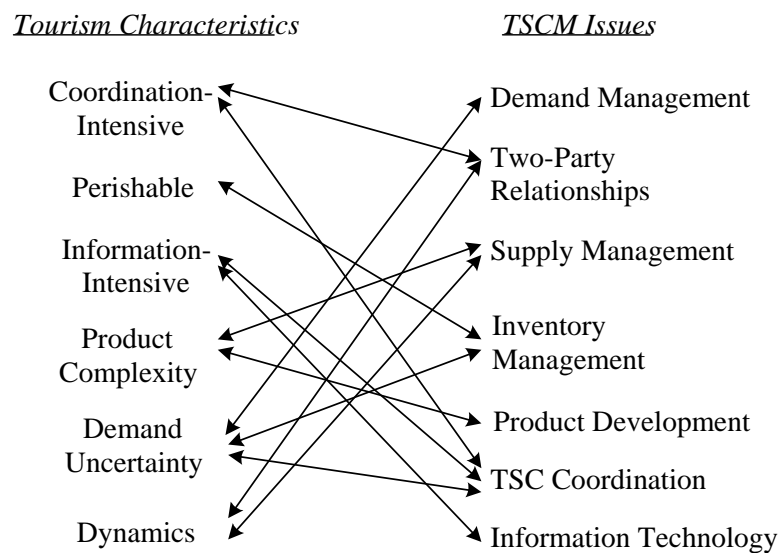 Tourism Characteristics
Coordination-
Intensive
Perishable
Information-
Intensive
Product
Complexity
Demand
Uncertainty
Dynamics
TSCM Issues
Demand Management
Two-Party
Relationships
Supply Management
Inventory
Management
Product Development
TSC Coordination
Information Technology